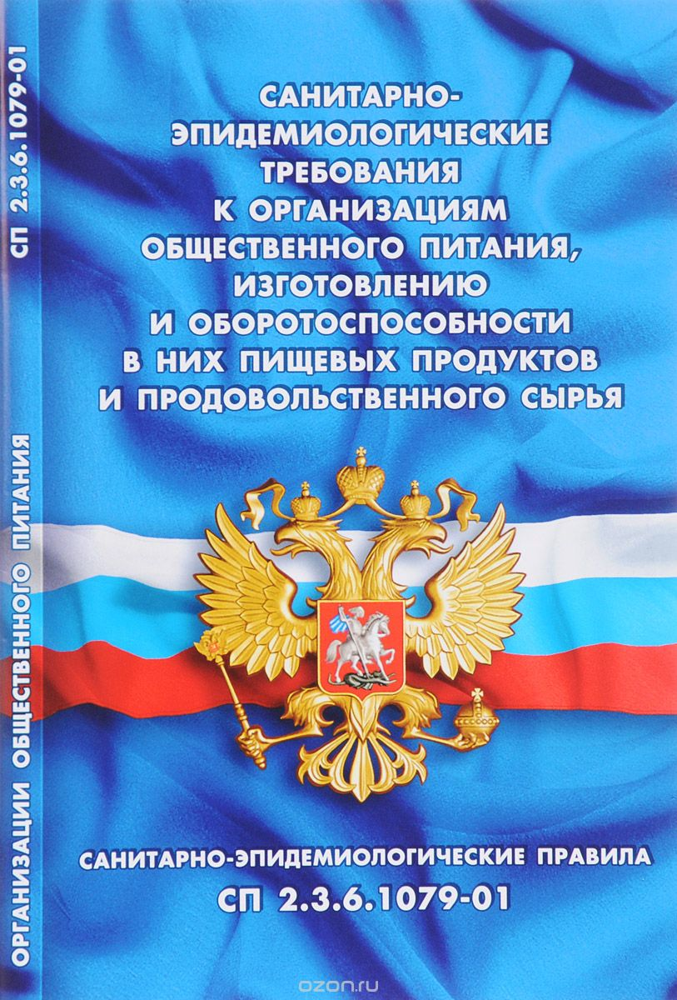 САНИТАРНО-
ЭПИДЕМИОЛОГИЧЕСКИЕ
ТРЕБОВАНИЯ
К ОРГАНИЗАЦИЯМ
ОБЩЕСТВЕННОГО ПИТАНИЯ,
ИЗГОТОВЛЕНИЮ
И ОБОРОТОСПОСОБНОСТИ
В НИХ ПИЩЕВЫХ ПРОДУКТОВ
И ПРОДОВОЛЬСТВЕННОГО СЫРЬЯ
САНИТАРНО-ЭПИДЕМИОЛОГИЧЕСКИЕ ПРАВИЛА
СП 2.3.6.1079-01
ОРГАНИЗАЦИИ ОБЩЕСТВЕННОГО ПИТАНИЯ
СП 2.3.6.1079-01
ozon.ru